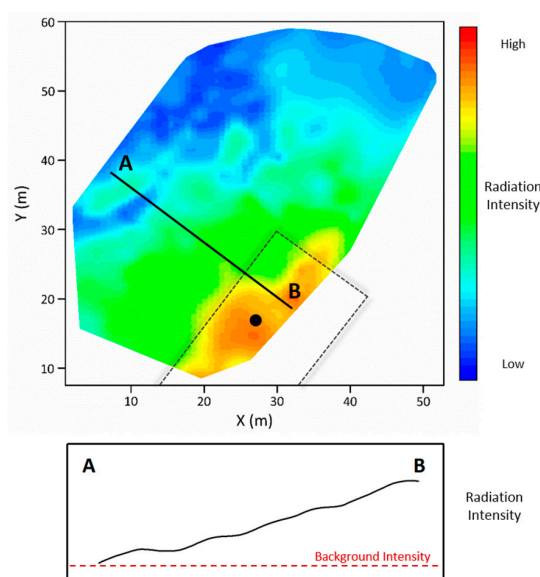 60
50
40
30
20
10
Y (m)
A
B
10
20
30
40
50
X (m)
High
Radiation
Intensity
Low
A
B
Background Intensity
Radiation
Intensity